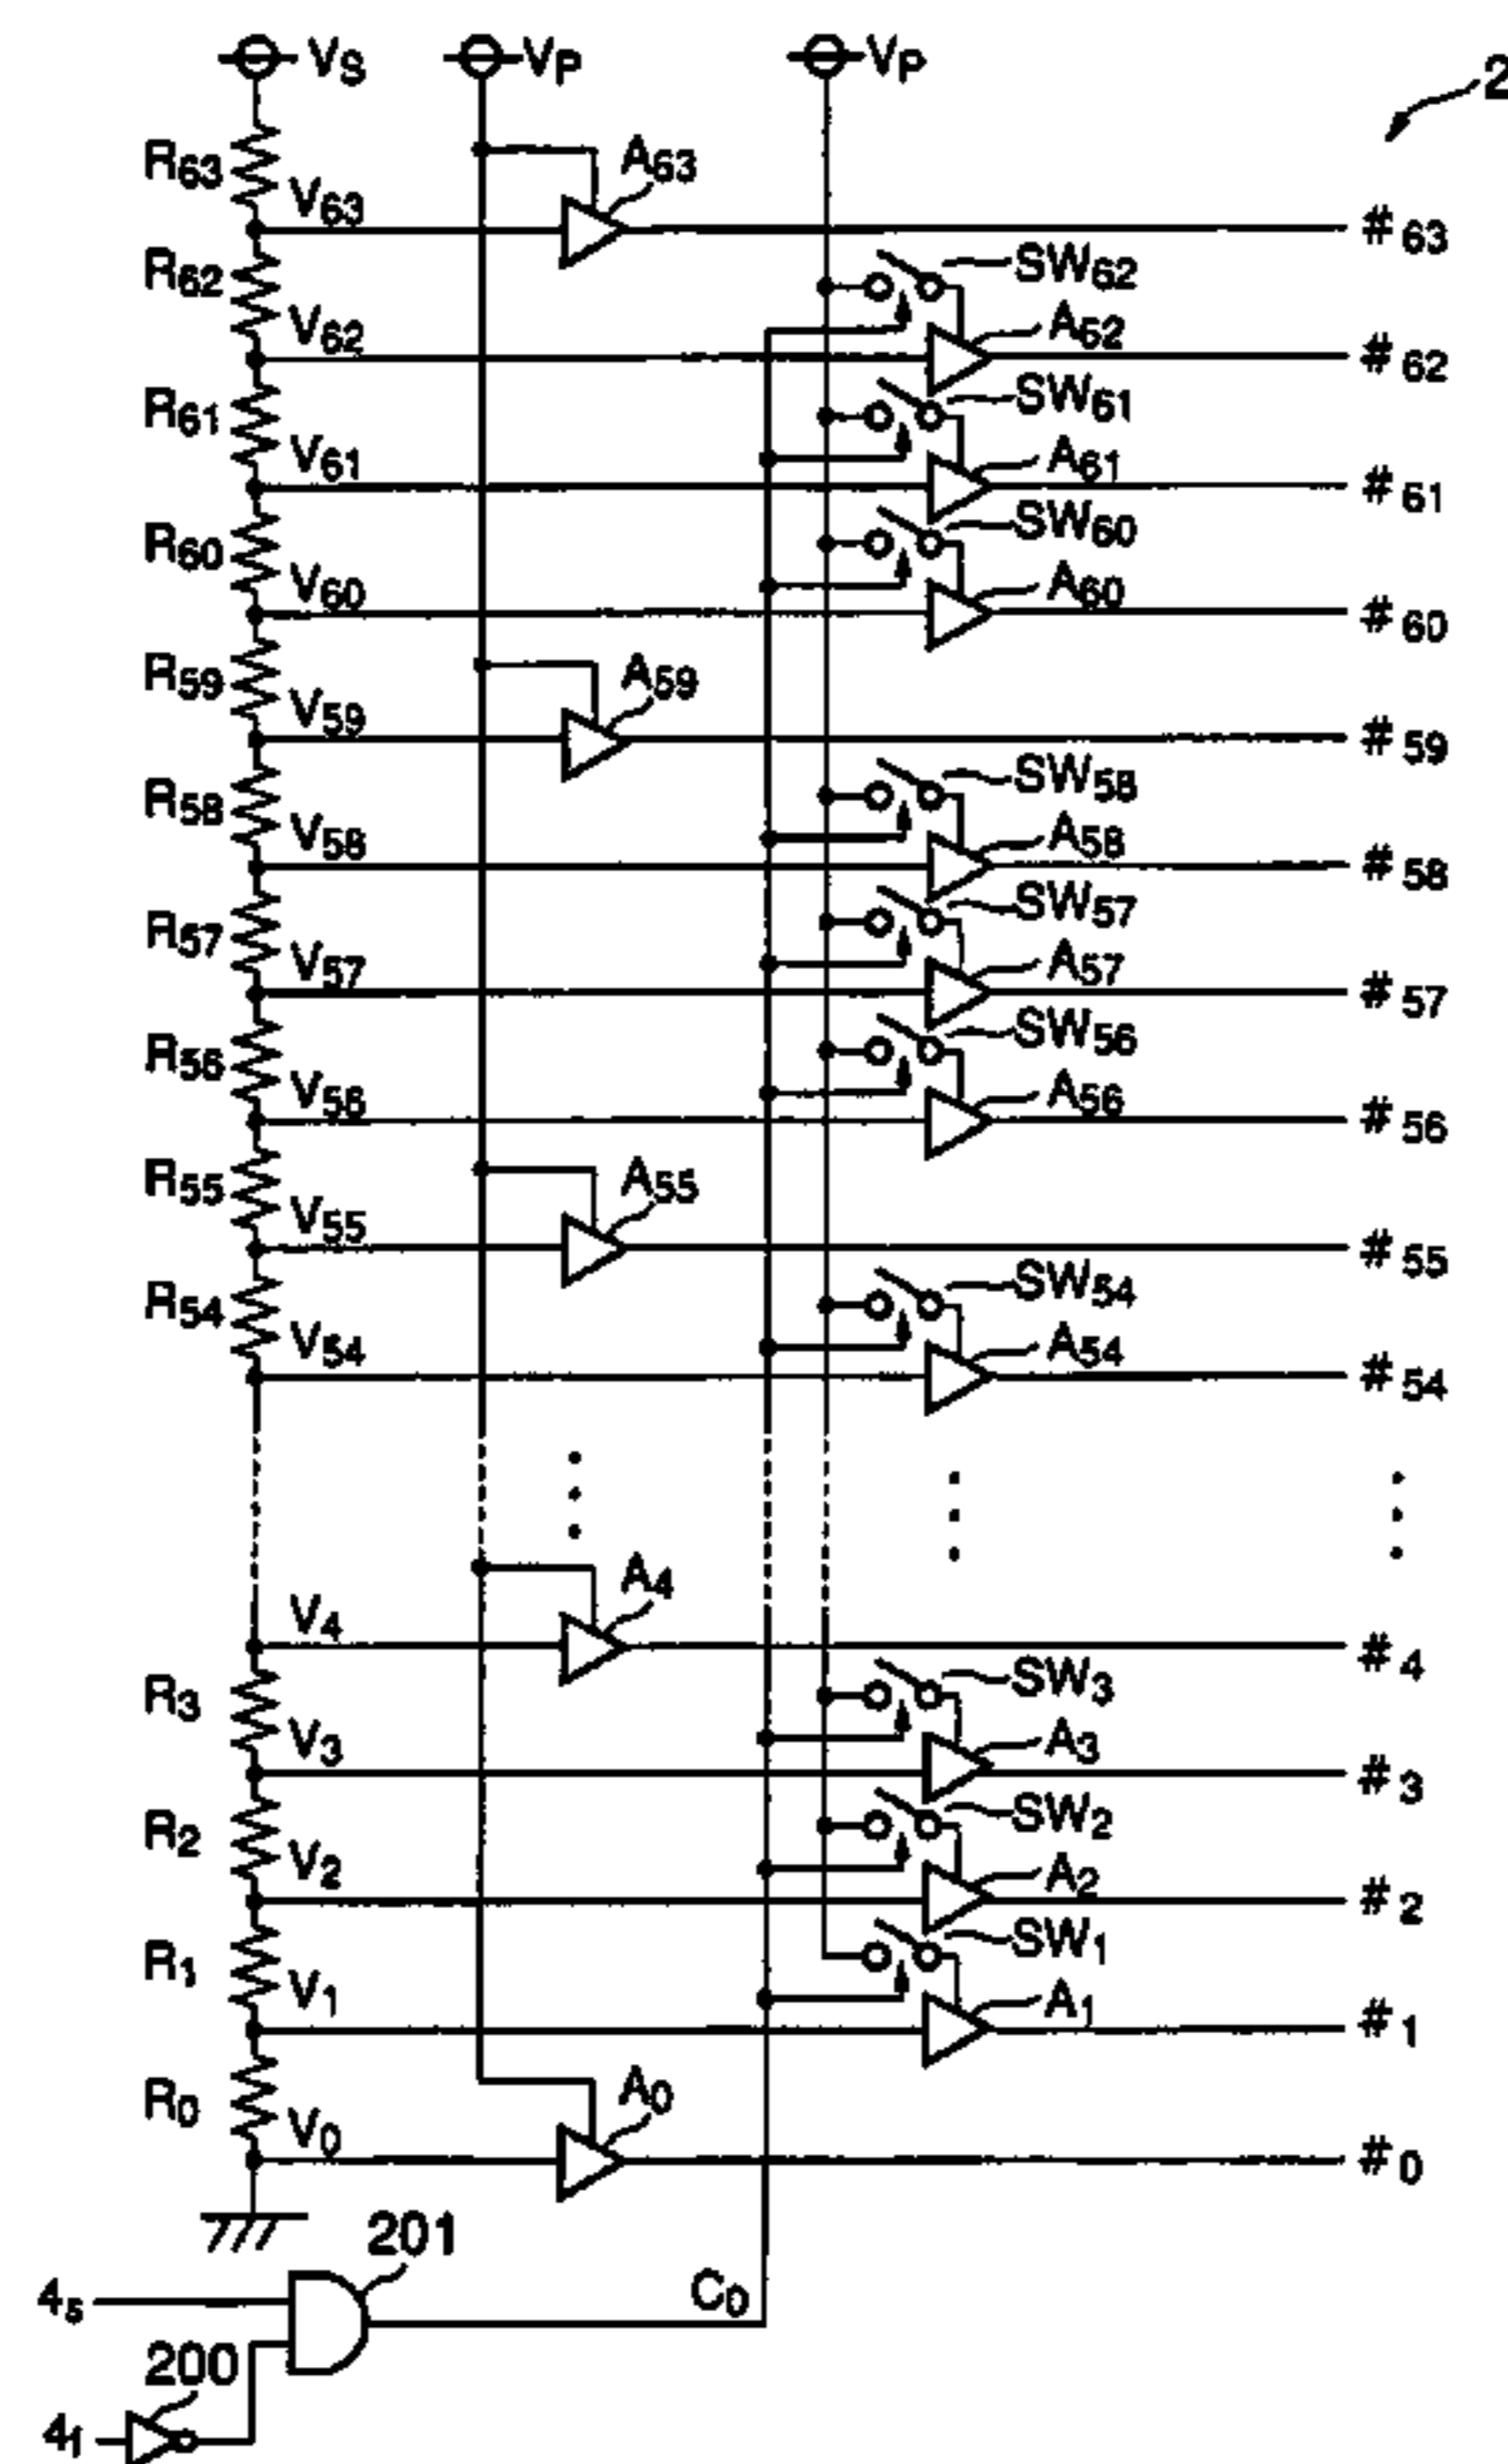 VS VP VP 2
R63 A63
V63 #63
R62 SW62
V62 A62 #62
R61 SW61
V61 A61 #61
R60 SW60
V60 A60 #60
R59 A59
V59 #59
R58 SW58
V58 A58 #58
R57 SW57
V57 A57 #57
R56 SW56
V56 A56 #56
R55 A55
V55 #55
R54 SW54
V54 A54 #54
A4
V4 #4
R3 SW3
V3 A3 #3
R2 SW2
V2 A2 #2
R1 SW1
V1 A1 #1
R0 A0
V0 #0
201
4s C0
200
41